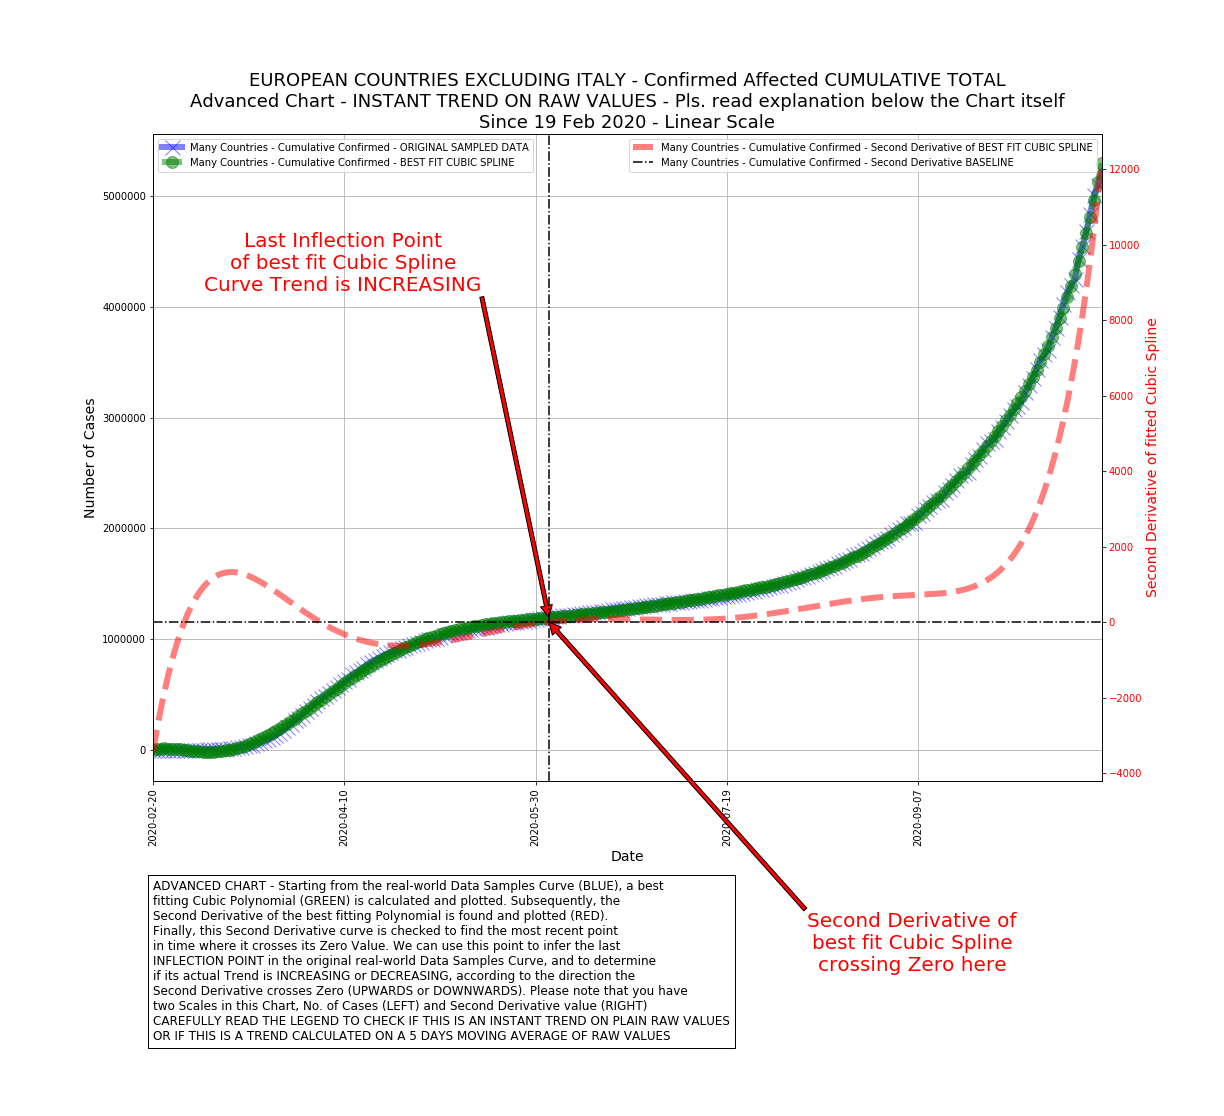 EUROPEAN COUNTRIES EXCLUDING ITALY - Confirmed Affected CUMULATIVE TOTAL
Advanced Chart - INSTANT TREND ON RAW VALUES - Pls. read explanation below the Chart itself
Since 19 Feb 2020 - Linear Scale
Many Countries - Cumulative Confirmed - ORIGINAL SAMPLED DATA
Many Countries - Cumulative Confirmed - BEST FIT CUBIC SPLINE
Many Countries - Cumulative Confirmed - Second Derivative of BEST FIT CUBIC SPLINE
Many Countries - Cumulative Confirmed - Second Derivative BASELINE
Last Inflection Point
of best fit Cubic Spline
Curve Trend is INCREASING
Number of Cases
5000000
4000000
3000000
2000000
1000000
0
12000
10000
8000
6000
4000
2000
0
−2000
−4000
Second Derivative of fitted Cubic Spline
2020-02-20
2020-04-10
2020-05-30
2020-07-19
2020-09-07
Date
Second Derivative of
best fit Cubic Spline
crossing Zero here
ADVANCED CHART - Starting from the real-world Data Samples Curve (BLUE), a best
fitting Cubic Polynomial (GREEN) is calculated and plotted. Subsequently, the
Second Derivative of the best fitting Polynomial is found and plotted (RED).
Finally, this Second Derivative curve is checked to find the most recent point
in time where it crosses its Zero Value. We can use this point to infer the last
INFLECTION POINT in the original real-world Data Samples Curve, and to determine
if its actual Trend is INCREASING or DECREASING, according to the direction the
Second Derivative crosses Zero (UPWARDS or DOWNWARDS). Please note that you have
two Scales in this Chart, No. of Cases (LEFT) and Second Derivative value (RIGHT)
CAREFULLY READ THE LEGEND TO CHECK IF THIS IS AN INSTANT TREND ON PLAIN RAW VALUES
OR IF THIS IS A TREND CALCULATED ON A 5 DAYS MOVING AVERAGE OF RAW VALUES